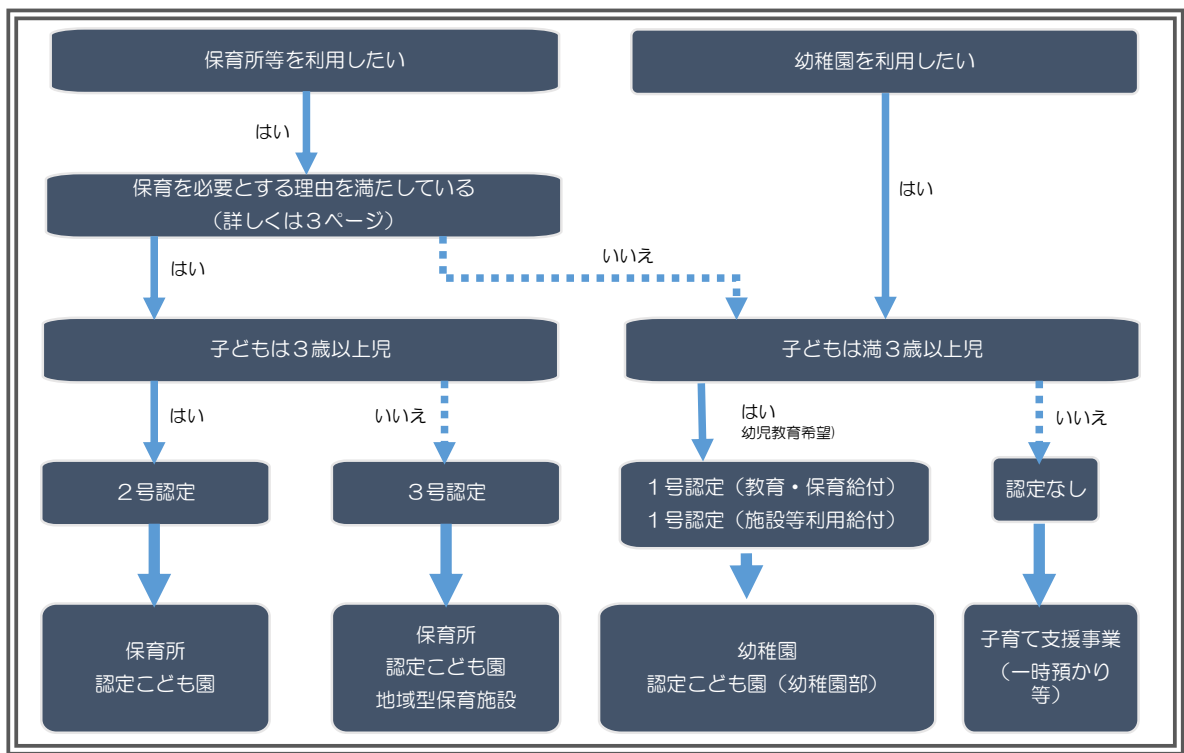 保育所等を利用したい
幼稚園を利用したい
はい
保育を必要とする理由を満たしている
（詳しくは３ページ）
はい
はい
いいえ
子どもは３歳以上児
子どもは満３歳以上児
はい
いいえ
はい
幼児教育希望)
いいえ
２号認定
３号認定
１号認定（教育・保育給付）
１号認定（施設等利用給付）
認定なし
保育所
認定こども園
保育所
認定こども園
地域型保育施設
幼稚園
認定こども園（幼稚園部）
子育て支援事業
（一時預かり
等）